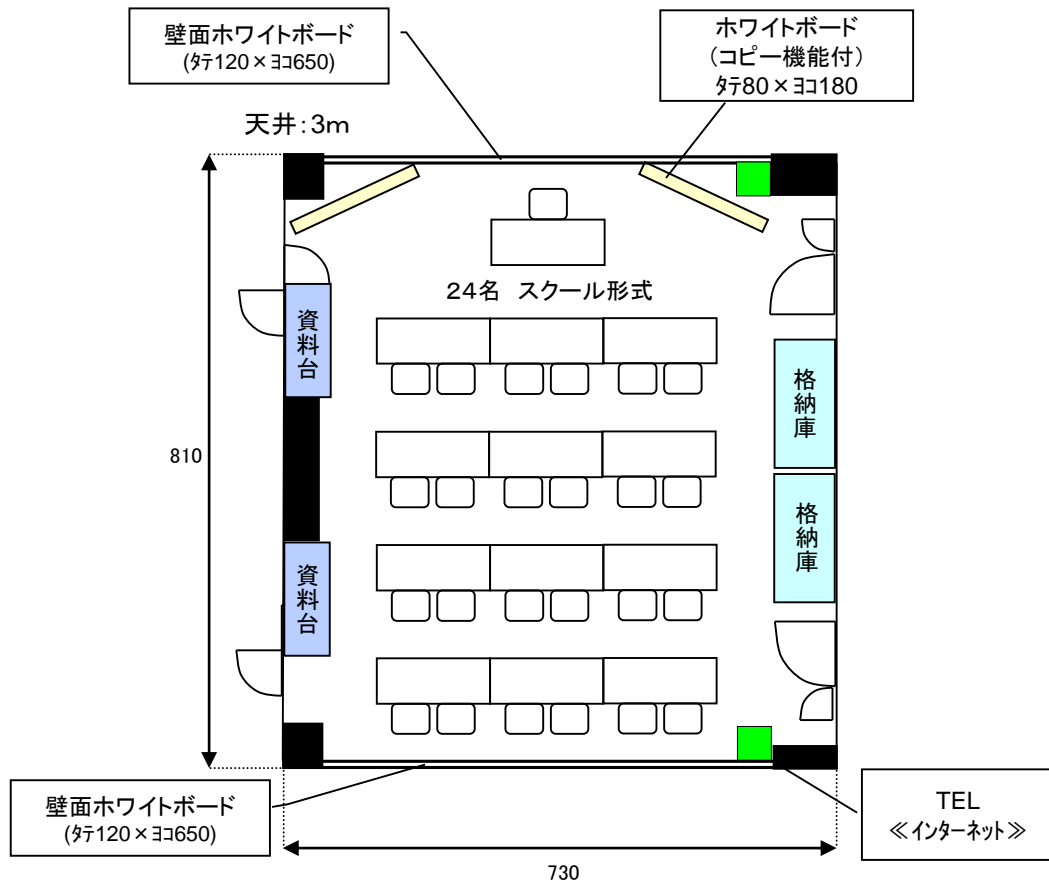 壁面ホワイトボード
(ﾀﾃ120×ﾖｺ650)
ホワイトボード
（コピー機能付）
ﾀﾃ80×ﾖｺ180
天井：3ｍ
２４名　スクール形式
資料台
格納庫
810
格納庫
資料台
壁面ホワイトボード
(ﾀﾃ120×ﾖｺ650)
TEL
≪ｲﾝﾀｰﾈｯﾄ≫
730